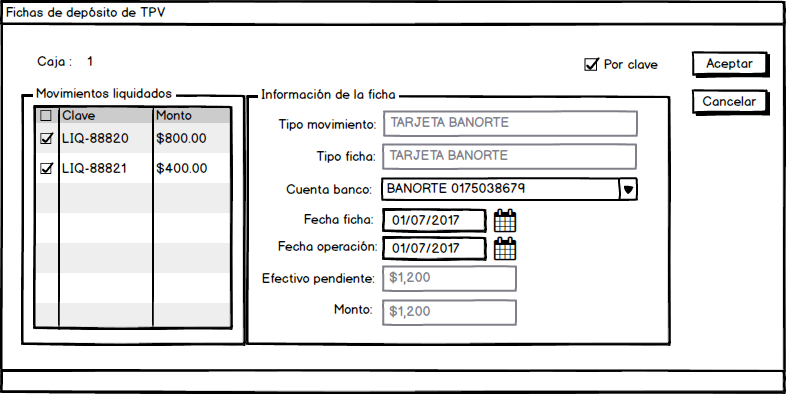 Fichas de depósito de TPV
Caja : 1
Por clave
Aceptar
Cancelar
Movimientos liquidados
Clave Monto
LIQ-88820 $800.00
LIQ-88821 $400.00
Información de la ficha
Tipo movimiento: TARJETA BANORTE
Tipo ficha: TARJETA BANORTE
Cuenta banco: BANORTE 0175038679
Fecha ficha: 01/07/2017
Fecha operación: 01/07/2017
Efectivo pendiente: $1,200
Monto: $1,200